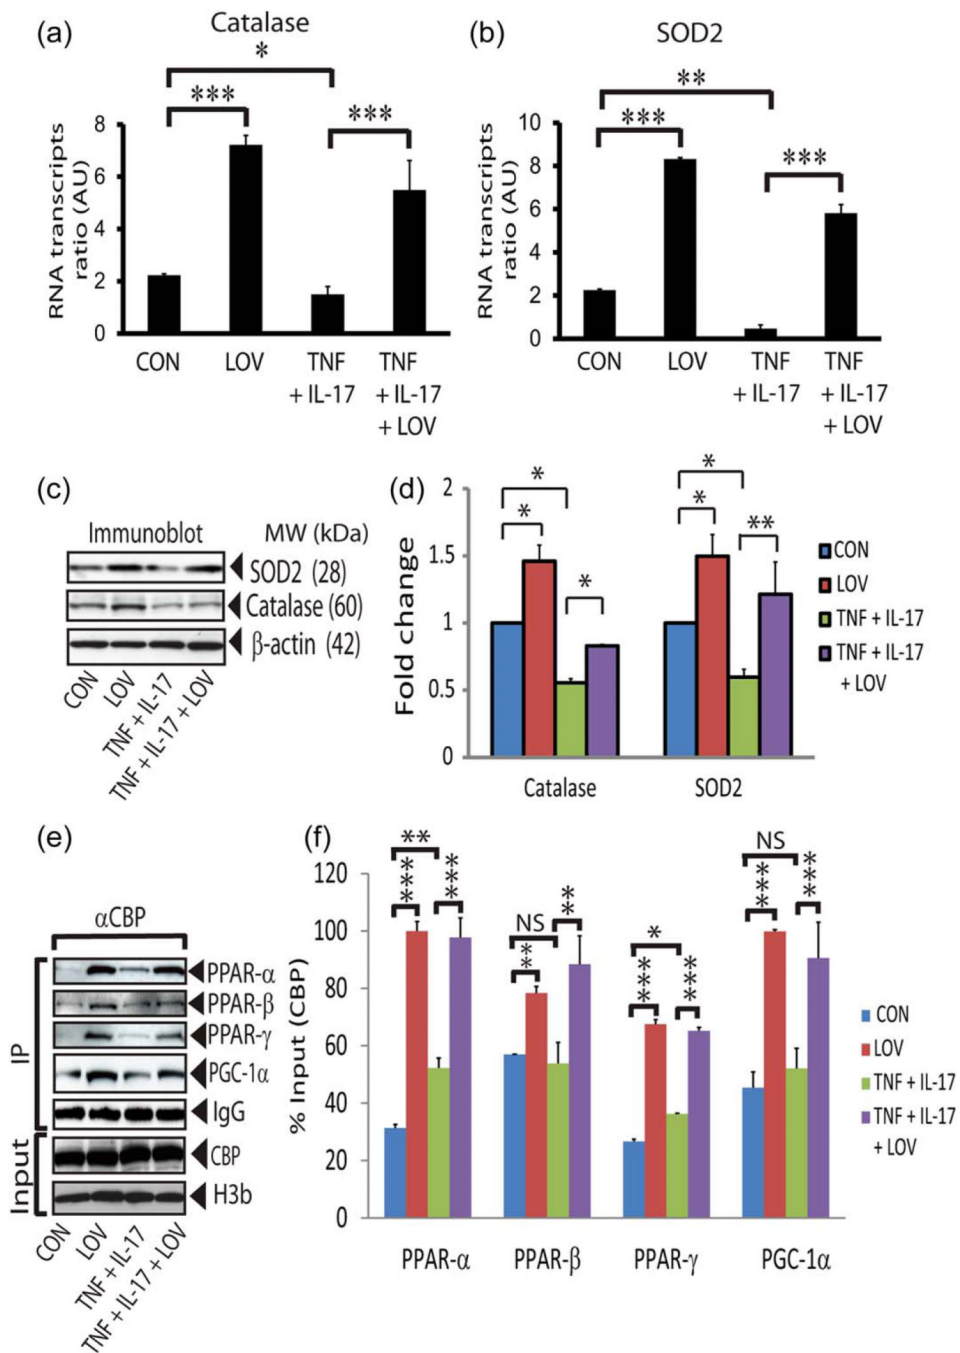 (a)
Catalase
*
***
***
RNA transcripts
ratio (AU)
8
6
4
2
0
CON
LOV
TNF
+ IL-17
TNF
+ IL-17
+ LOV
(b)
SOD2
**
***
***
RNA transcripts
ratio (AU)
10
8
6
4
2
0
CON
LOV
TNF
+ IL-17
TNF
+ IL-17
+ LOV
(c)
Immunoblot
MW (kDa)
SOD2 (28)
Catalase (60)
β-actin (42)
CON
LOV
TNF + IL-17
TNF + IL-17 + LOV
(d)
Fold change
2
1.5
1
0.5
0
*
*
*
*
*
**
Catalase
SOD2
CON
LOV
TNF + IL-17
TNF + IL-17
+ LOV
(e)
αCBP
IP
PPAR-α
PPAR-β
PPAR-γ
PGC-1α
IgG
Input
CBP
H3b
CON
LOV
TNF + IL-17
TNF + IL-17 + LOV
(f)
% Input (CBP)
120
100
80
60
40
20
0
**
***
***
NS
**
**
*
***
***
NS
***
***
PPAR-α
PPAR-β
PPAR-γ
PGC-1α
CON
LOV
TNF + IL-17
TNF + IL-17
+ LOV